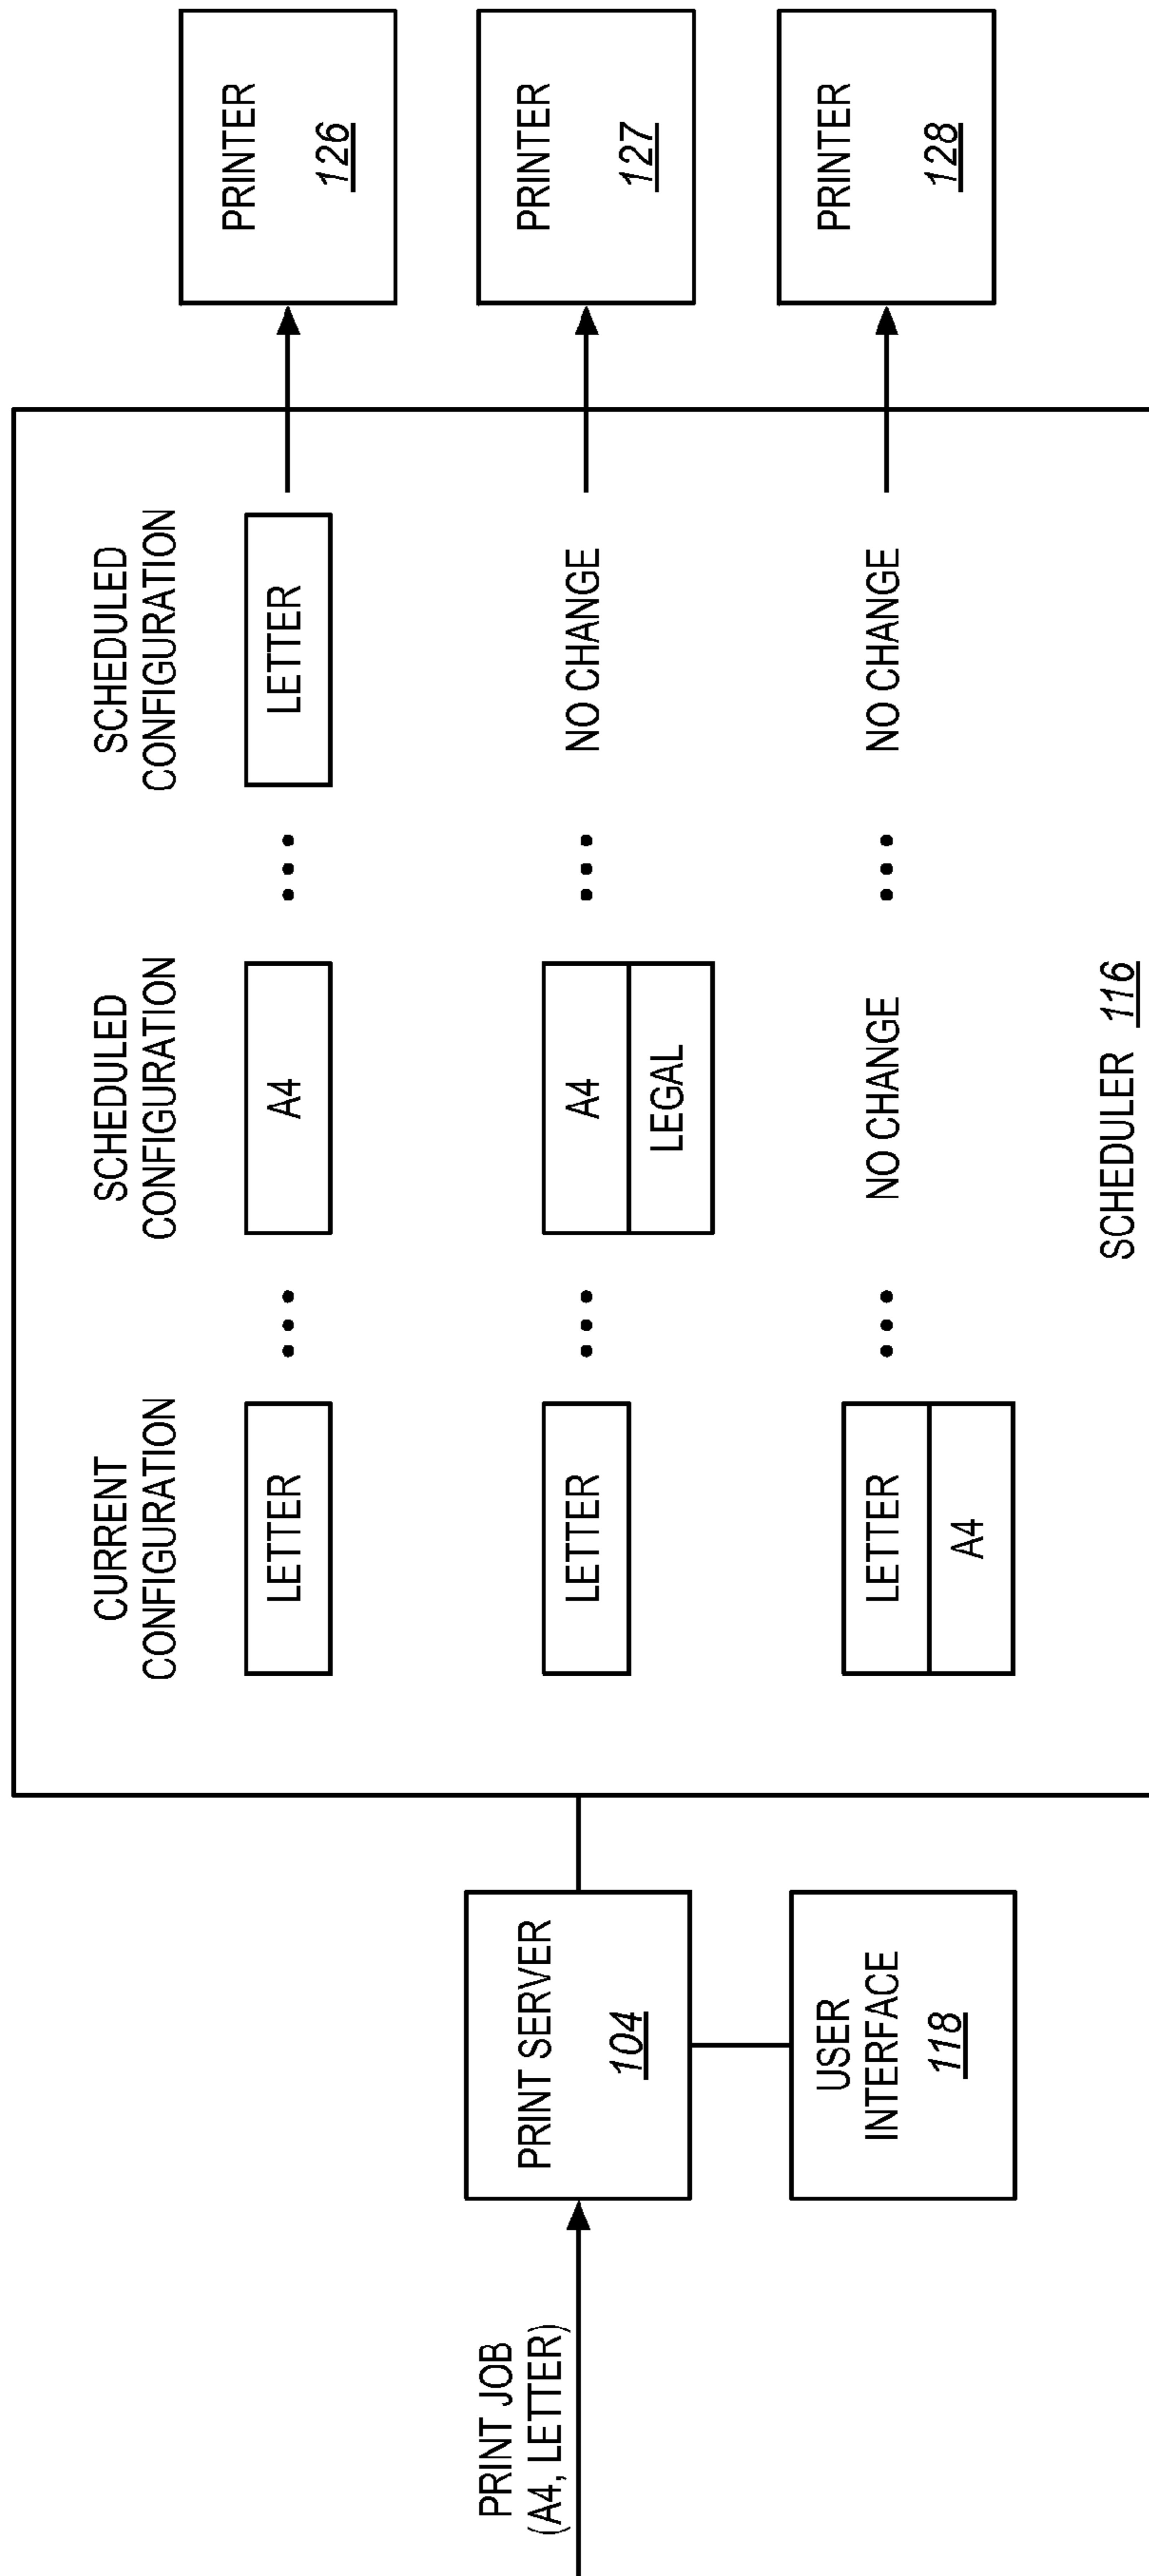 PRINT JOB
(A4, LETTER)
PRINT SERVER
104
USER
INTERFACE
118
CURRENT
CONFIGURATION
SCHEDULED
CONFIGURATION
SCHEDULED
CONFIGURATION
LETTER
A4
LETTER
LETTER
A4
LEGAL
NO CHANGE
LETTER
A4
NO CHANGE
NO CHANGE
SCHEDULER 116
PRINTER
126
PRINTER
127
PRINTER
128